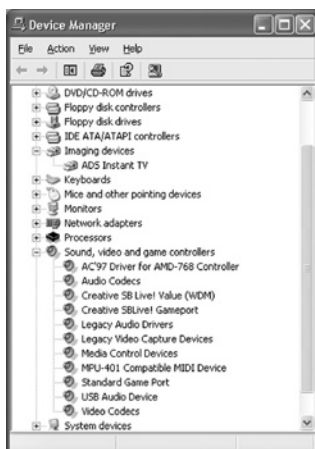 Device Manager
File Action View Help
DVD/CD-ROM drives
Floppy disk controllers
Floppy disk drives
IDE ATA/ATAPI controllers
Imaging devices
ADS Instant TV
Keyboards
Mice and other pointing devices
Monitors
Network adapters
Processors
Sound, video and game controllers
AC'97 Driver for AMD-768 Controller
Audio Codecs
Creative SB Live! Value (WDM)
Creative SBLive! Gameport
Legacy Audio Drivers
Legacy Video Capture Devices
Media Control Devices
MPU-401 Compatible MIDI Device
Standard Game Port
USB Audio Device
Video Codecs
System devices